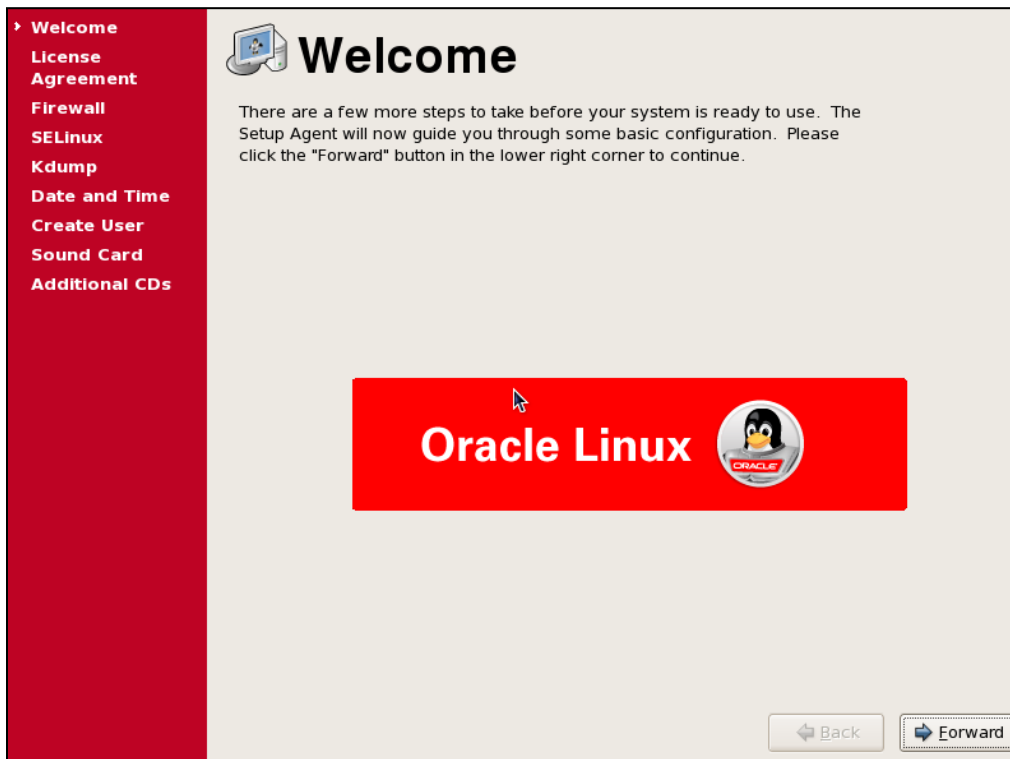 Welcome
License
Agreement
Firewall
SELinux
Kdump
Date and Time
Create User
Sound Card
Additional CDs
Welcome
There are a few more steps to take before your system is ready to use.  The
Setup Agent will now guide you through some basic configuration.  Please
click the "Forward" button in the lower right corner to continue.
Oracle Linux
ORACLE
Back
Forward